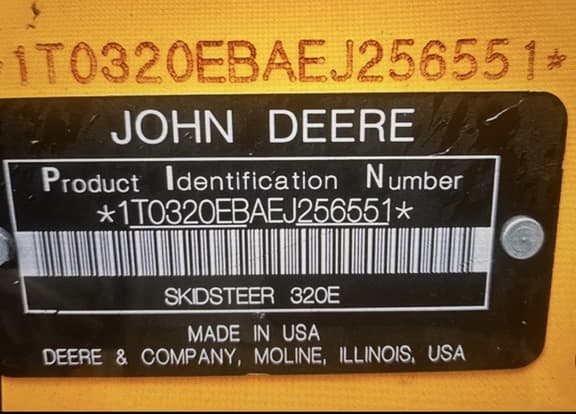 *1T0320EBAEJ256551*
JOHN DEERE
Product Identification Number
*1T0320EBAEJ256551*
SKIDSTEER 320E
MADE IN USA
DEERE & COMPANY, MOLINE, ILLINOIS, USA